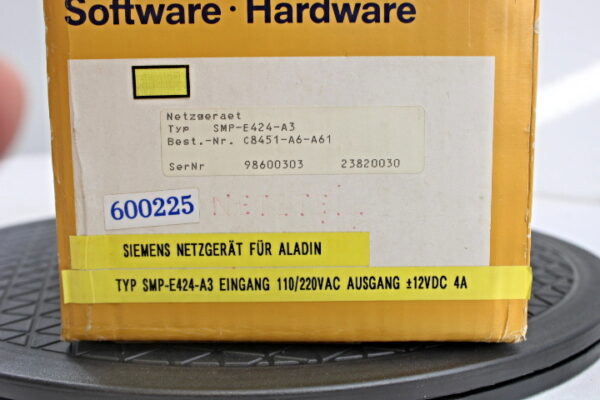 Software · Hardware
Netzgeraet
Typ SMP-E424-A3
Best.-Nr. C8451-A6-A61
SerNr 98600303 23820030
600225
SIEMENS NETZGERÄT FÜR ALADIN
TYP SMP-E424-A3 EINGANG 110/220VAC AUSGANG ±12VDC 4A